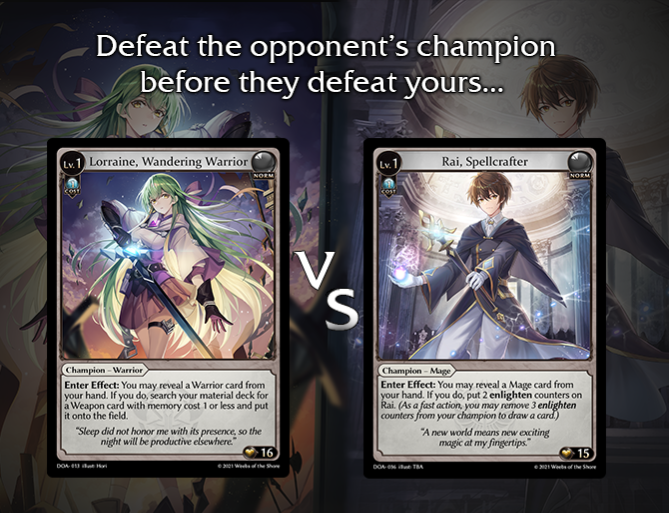 Defeat the opponent's champion
before they defeat yours...
Lv.1 Lorraine, Wandering Warrior
NORM
1
COST
Champion – Warrior
Enter Effect: You may reveal a Warrior card from
your hand. If you do, search your material deck for
a Weapon card with memory cost 1 or less and put
it onto the field.
"Sleep did not honor me with its presence, so the
night will be productive elsewhere."
16
DOA · 013 illust: Hori
© 2021 Weebs of the Shore
VS
Lv.1 Rai, Spellcrafter
NORM
1
COST
Champion – Mage
Enter Effect: You may reveal a Mage card from
your hand. If you do, put 2 enlighten counters on
Rai. (As a fast action, you may remove 3 enlighten
counters from your champion to draw a card.)
"A new world means new exciting
magic at my fingertips."
15
DOA · 036 illust: TBA
© 2021 Weebs of the Shore